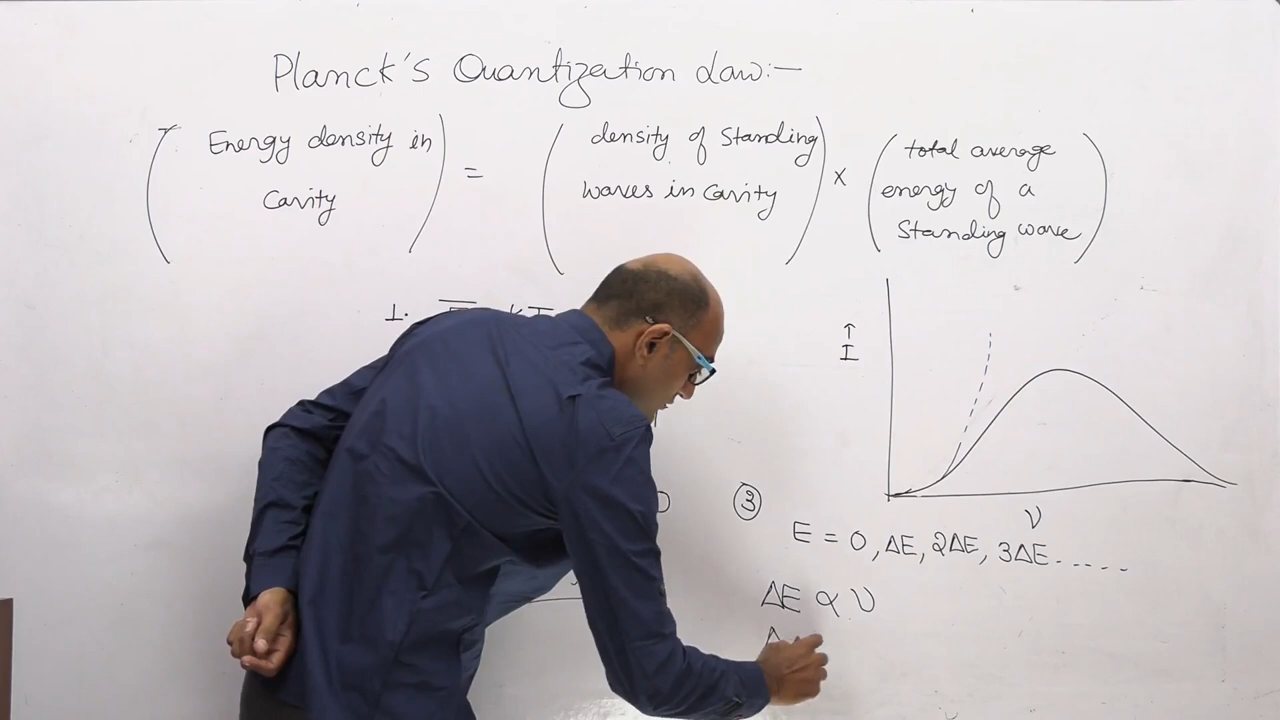 Planck's Quantization Law:-
( Energy density in cavity ) = ( density of standing waves in cavity ) x ( total average energy of a standing wave )
1.
↑
I
ν
③
E = 0, ΔE, 2ΔE, 3ΔE.....
ΔE ∝ ν
Δ